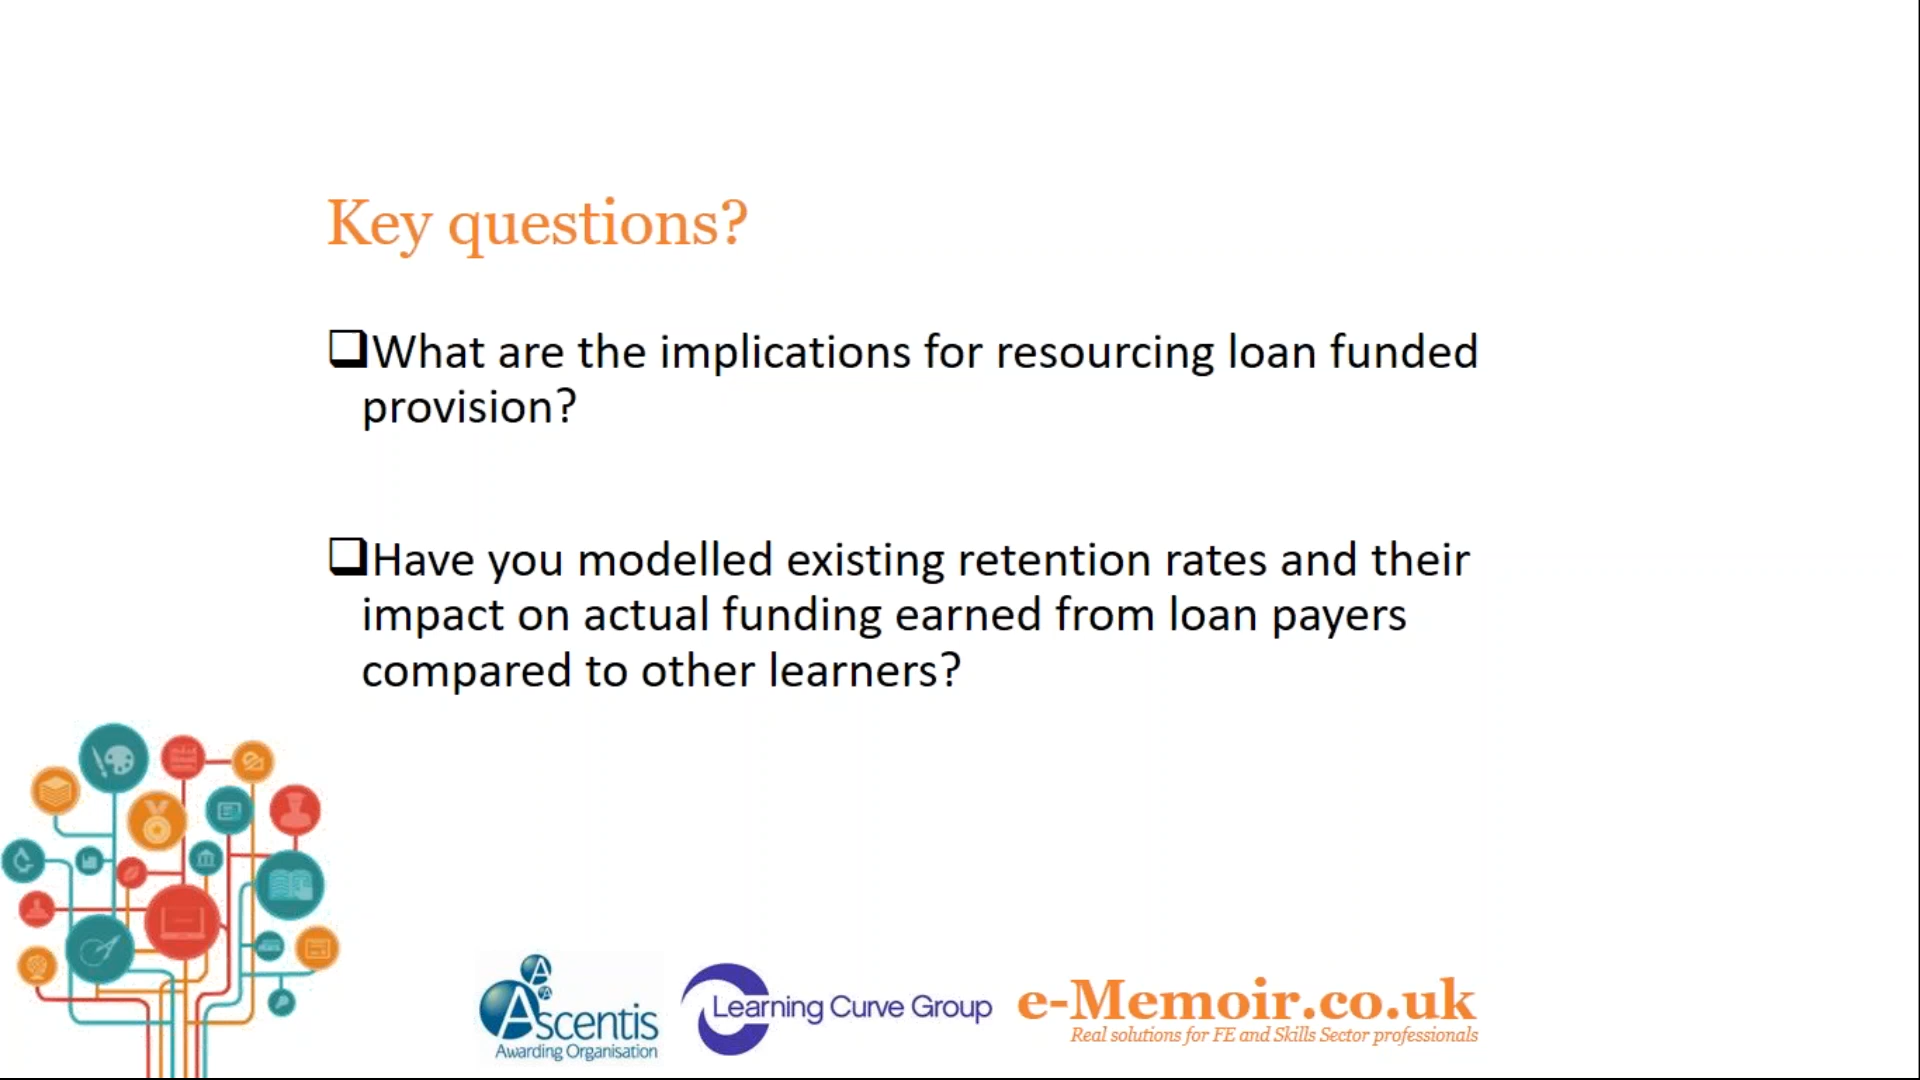 Key questions?
❑What are the implications for resourcing loan funded
provision?
❑Have you modelled existing retention rates and their
impact on actual funding earned from loan payers
compared to other learners?
Ascentis
Awarding Organisation
Learning Curve Group
e-Memoir.co.uk
Real solutions for FE and Skills Sector professionals